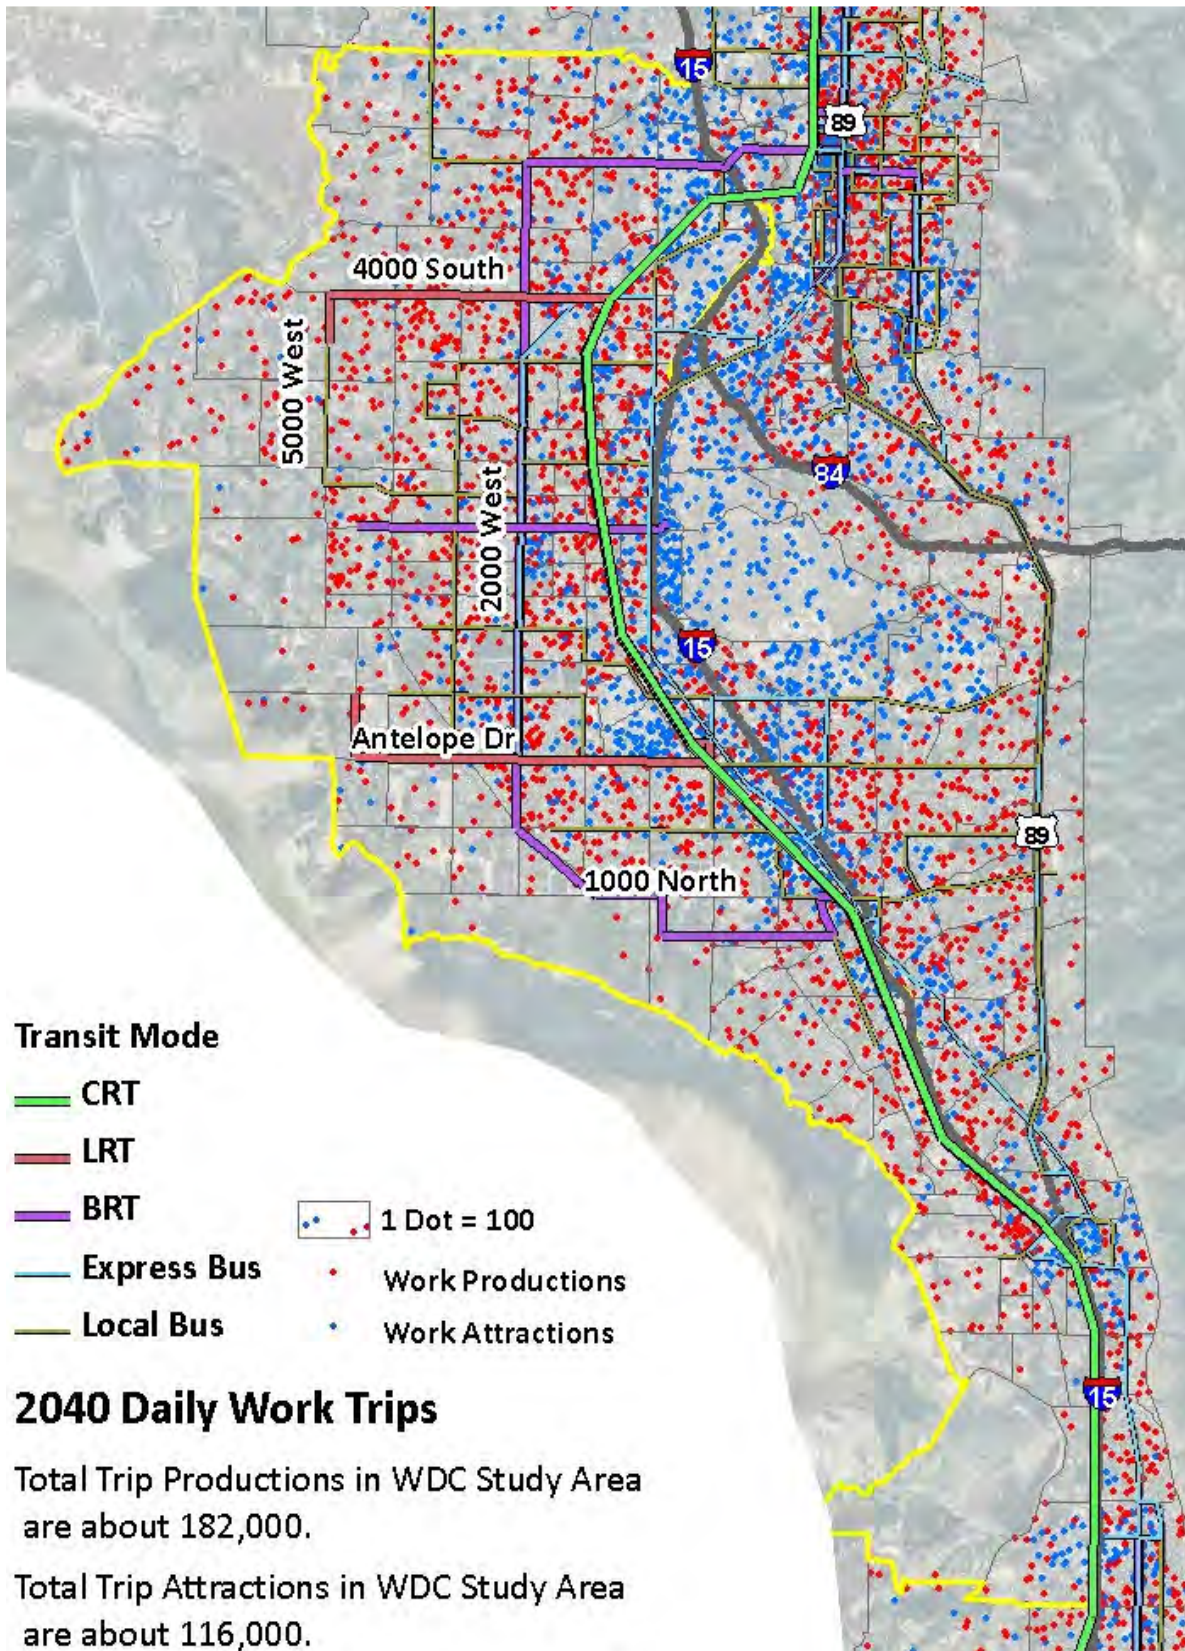 15
89
4000 South
5000 West
84
2000 West
15
Antelope Dr
89
1000 North
Transit Mode
CRT
LRT
BRT
1 Dot = 100
Express Bus
Work Productions
Local Bus
Work Attractions
15
2040 Daily Work Trips
Total Trip Productions in WDC Study Area
are about 182,000.
Total Trip Attractions in WDC Study Area
are about 116,000.